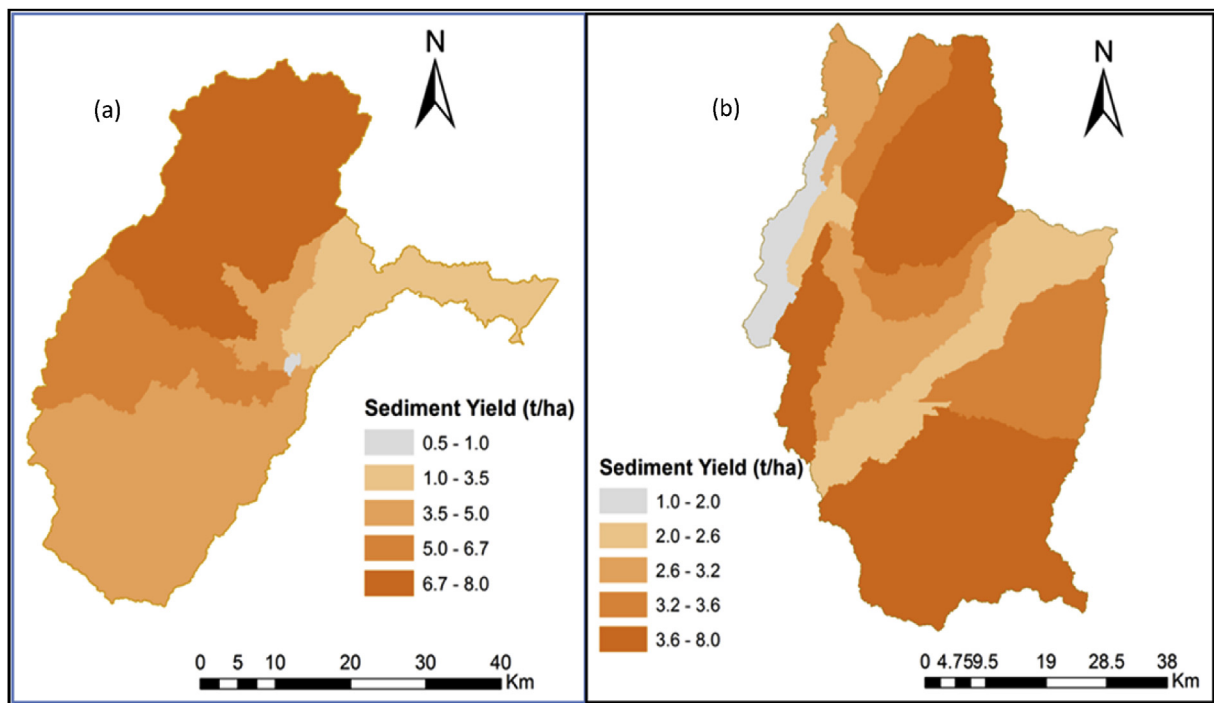 (a)
N
Sediment Yield (t/ha)
0.5 - 1.0
1.0 - 3.5
3.5 - 5.0
5.0 - 6.7
6.7 - 8.0
0 5 10 20 30 40
Km
(b)
N
Sediment Yield (t/ha)
1.0 - 2.0
2.0 - 2.6
2.6 - 3.2
3.2 - 3.6
3.6 - 8.0
0 4.759.5 19 28.5 38
Km